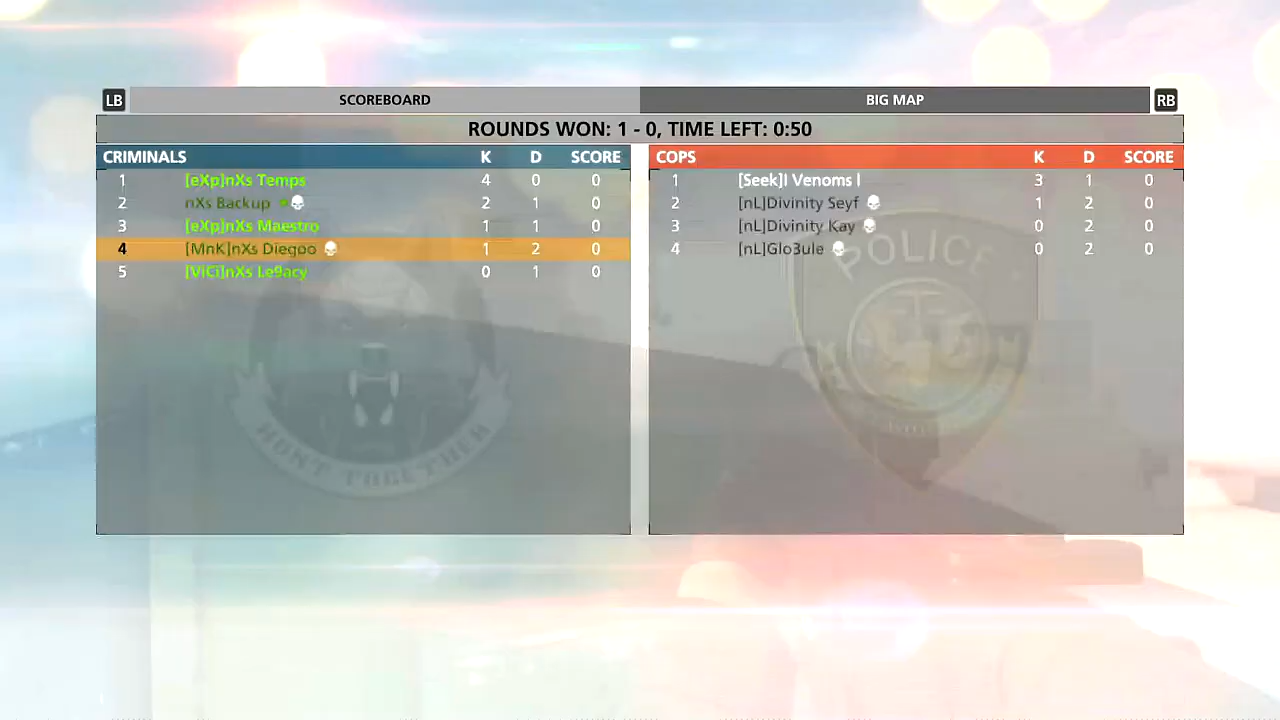 LB SCOREBOARD BIG MAP RB
ROUNDS WON: 1 - 0, TIME LEFT: 0:50
CRIMINALS K D SCORE
1 [eXp]nXs Temps 4 0 0
2 nXs Backup 2 1 0
3 [eXp]nXs Maestro 1 1 0
4 [MnK]nXs Diegoo 1 2 0
5 [ViCi]nXs Le9acy 0 1 0
HUNT TOGETHER
COPS K D SCORE
1 [Seek]I Venoms I 3 1 0
2 [nL]Divinity Seyf 1 2 0
3 [nL]Divinity Kay 0 2 0
4 [nL]Glo3ule 0 2 0
POLICE